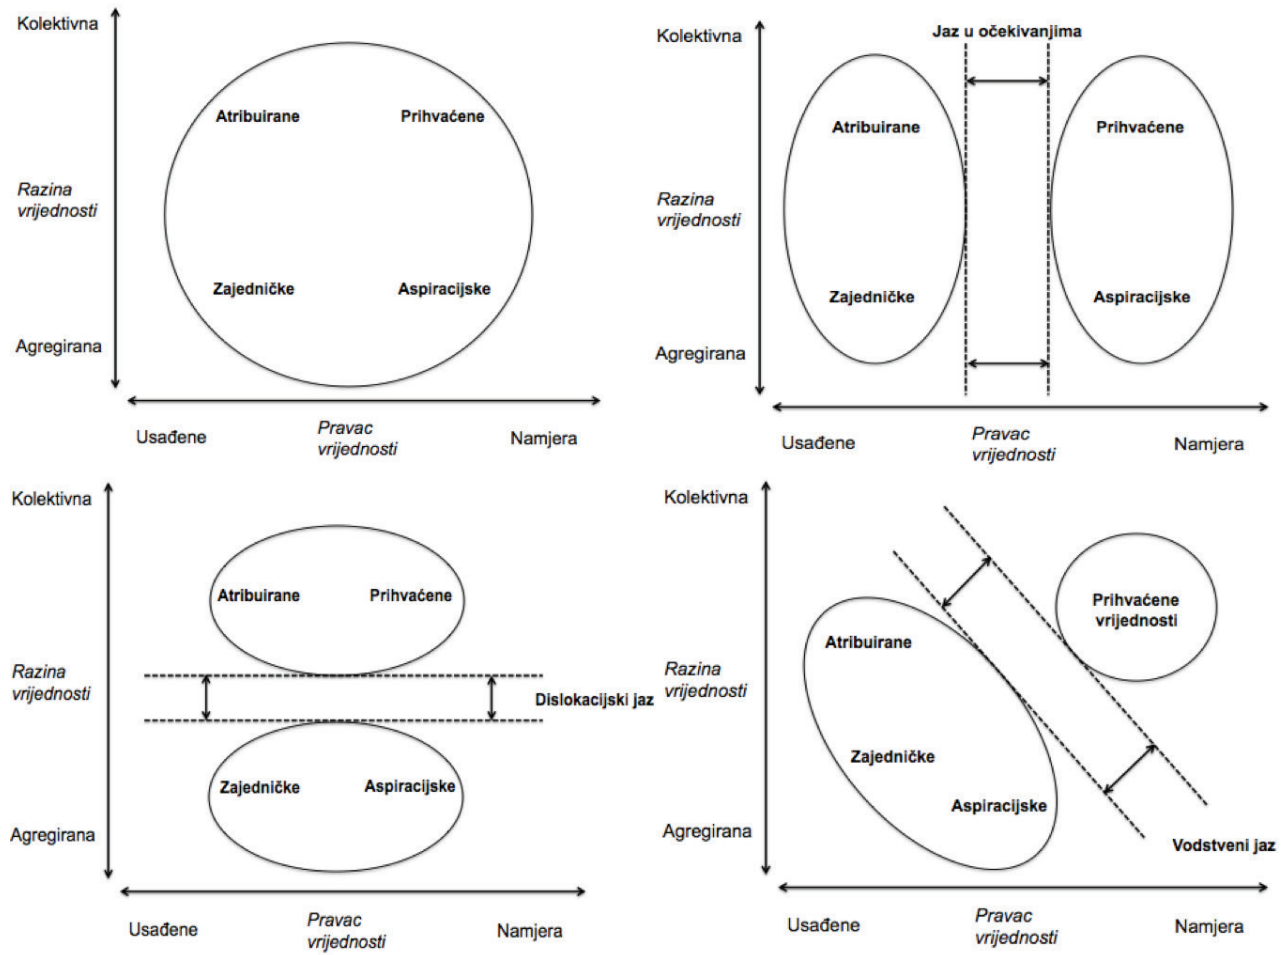 Kolektivna
Atribuirane
Prihvaćene
Razina
vrijednosti
Zajedničke
Aspiracijske
Agregirana
Usađene
Pravac
vrijednosti
Namjera
Kolektivna
Jaz u očekivanjima
Atribuirane
Prihvaćene
Razina
vrijednosti
Zajedničke
Aspiracijske
Agregirana
Usađene
Pravac
vrijednosti
Namjera
Kolektivna
Atribuirane
Prihvaćene
Razina
vrijednosti
Dislokacijski jaz
Zajedničke
Aspiracijske
Agregirana
Usađene
Pravac
vrijednosti
Namjera
Kolektivna
Prihvaćene
vrijednosti
Atribuirane
Razina
vrijednosti
Zajedničke
Aspiracijske
Agregirana
Vodstveni jaz
Usađene
Pravac
vrijednosti
Namjera